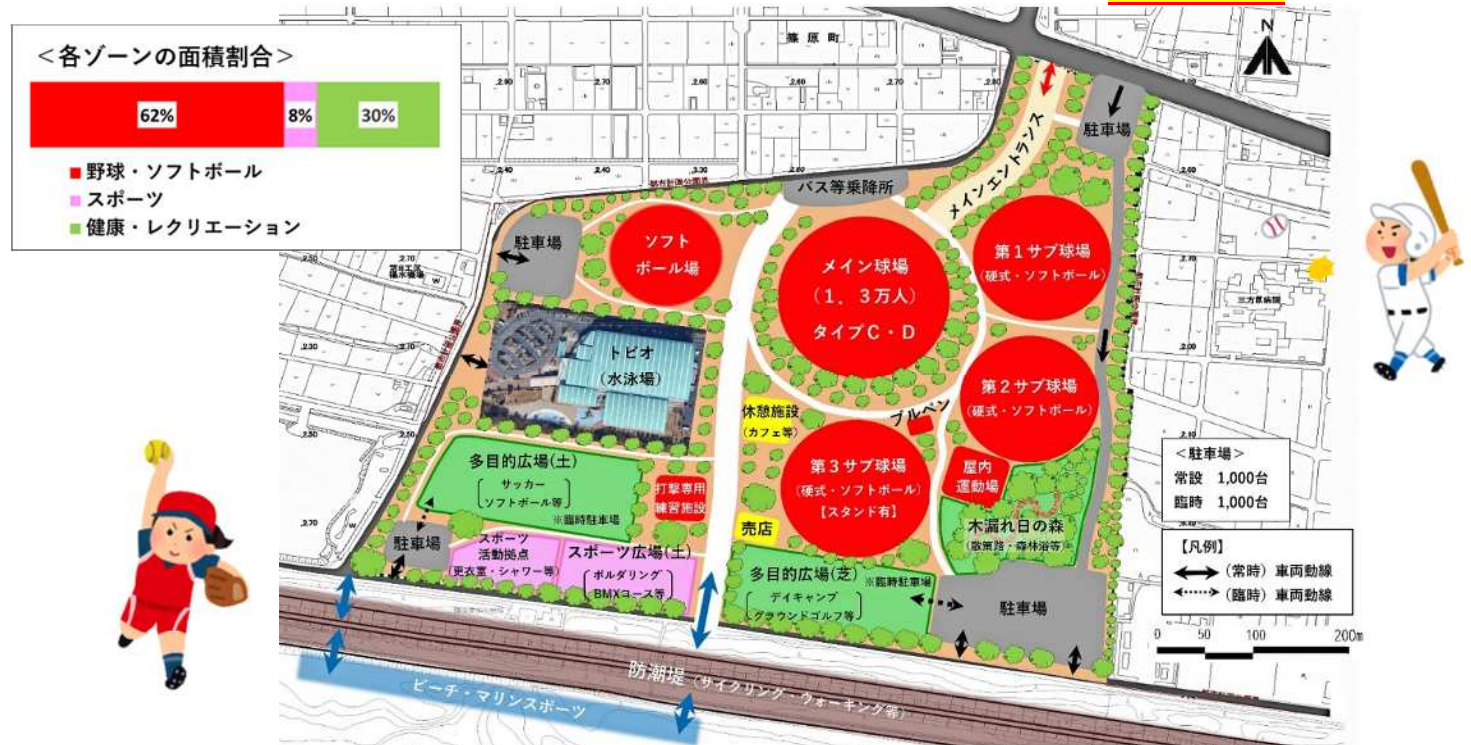 ＜各ゾーンの面積割合＞
62%
8%
30%
■野球・ソフトボール
■スポーツ
■健康・レクリエーション
篠原町
N
駐車場
メインエントランス
バス等乗降所
駐車場
ソフト
ボール場
メイン球場
（1．3万人）
タイプC・D
第1サブ球場
(硬式・ソフトボール)
トビオ
(水泳場)
第2サブ球場
(硬式・ソフトボール)
休憩施設
(カフェ等)
ブルペン
第3サブ球場
(硬式・ソフトボール)
【スタンド有】
屋内
運動場
木漏れ日の森
(散策路・森林浴等)
多目的広場(土)
サッカー
ソフトボール等
※臨時駐車場
打撃専用
練習施設
売店
駐車場
スポーツ
活動拠点
(更衣室・シャワー等)
スポーツ広場(土)
ボルダリング
BMXコース等
多目的広場(芝)
※臨時駐車場
デイキャンプ
グラウンドゴルフ等
駐車場
＜駐車場＞
常設 1,000台
臨時 1,000台
【凡例】
(常時) 車両動線
(臨時) 車両動線
0 50 100 200m
防潮堤 (サイクリング・ウォーキング等)
ビーチ・マリンスポーツ